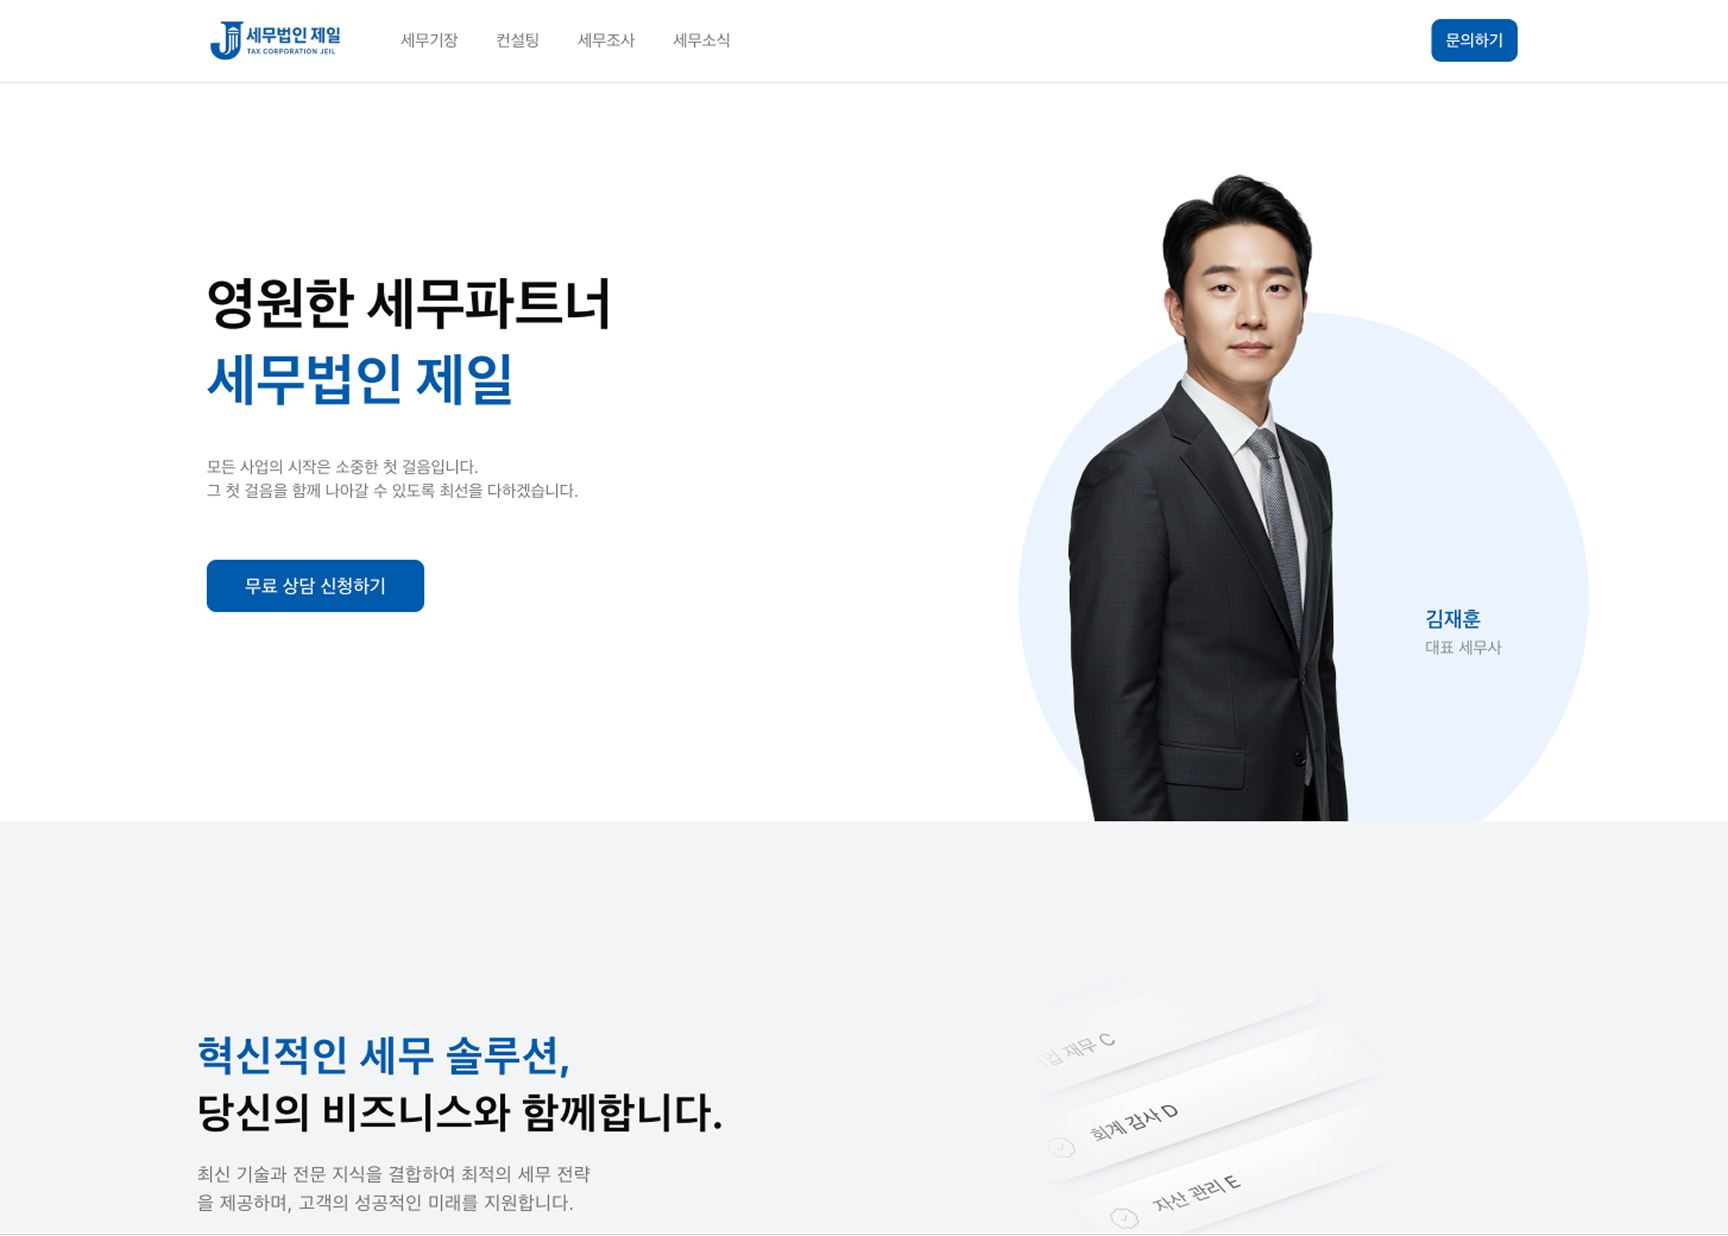 세무법인 제일
TAX CORPORATION JEIL
세무기장
컨설팅
세무조사
세무소식
문의하기
영원한 세무파트너
세무법인 제일
모든 사업의 시작은 소중한 첫 걸음입니다.
그 첫 걸음을 함께 나아갈 수 있도록 최선을 다하겠습니다.
무료 상담 신청하기
김재훈
대표 세무사
혁신적인 세무 솔루션,
당신의 비즈니스와 함께합니다.
최신 기술과 전문 지식을 결합하여 최적의 세무 전략
을 제공하며, 고객의 성공적인 미래를 지원합니다.
재무 C
회계 감사 D
자산 관리 E